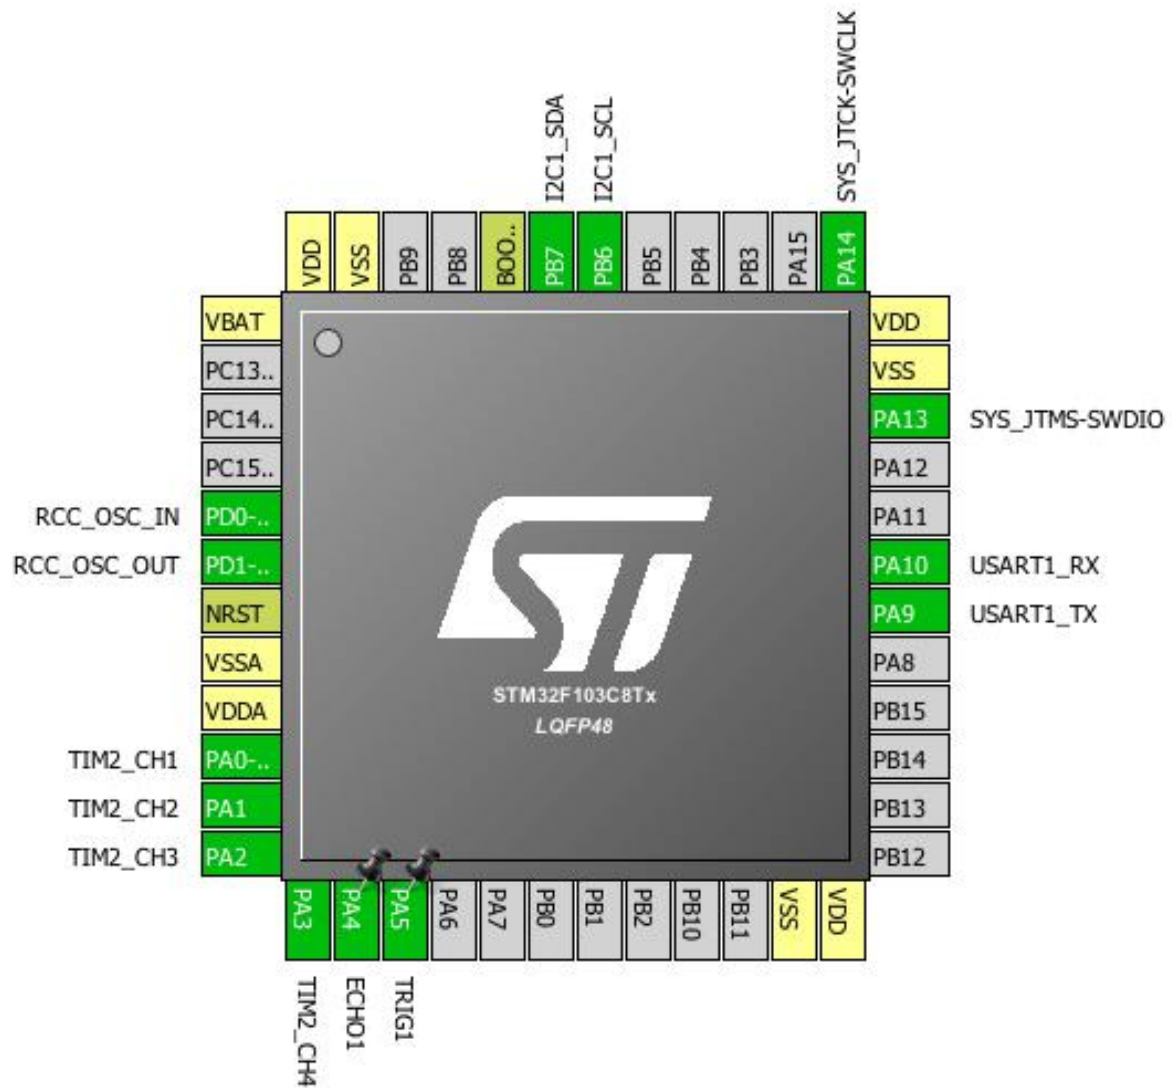 I2C1_SDA
I2C1_SCL
SYS_JTCK-SWCLK
VDD
VSS
PB9
PB8
BOO..
PB7
PB6
PB5
PB4
PB3
PA15
PA14
VBAT
PC13..
PC14..
PC15..
RCC_OSC_IN PD0-..
RCC_OSC_OUT PD1-..
NRST
VSSA
VDDA
TIM2_CH1 PA0-..
TIM2_CH2 PA1
TIM2_CH3 PA2
ST
STM32F103C8Tx
LQFP48
VDD
VSS
PA13 SYS_JTMS-SWDIO
PA12
PA11
PA10 USART1_RX
PA9 USART1_TX
PA8
PB15
PB14
PB13
PB12
PA3
PA4
PA5
PA6
PA7
PB0
PB1
PB2
PB10
PB11
VSS
VDD
TIM2_CH4
ECHO1
TRIG1